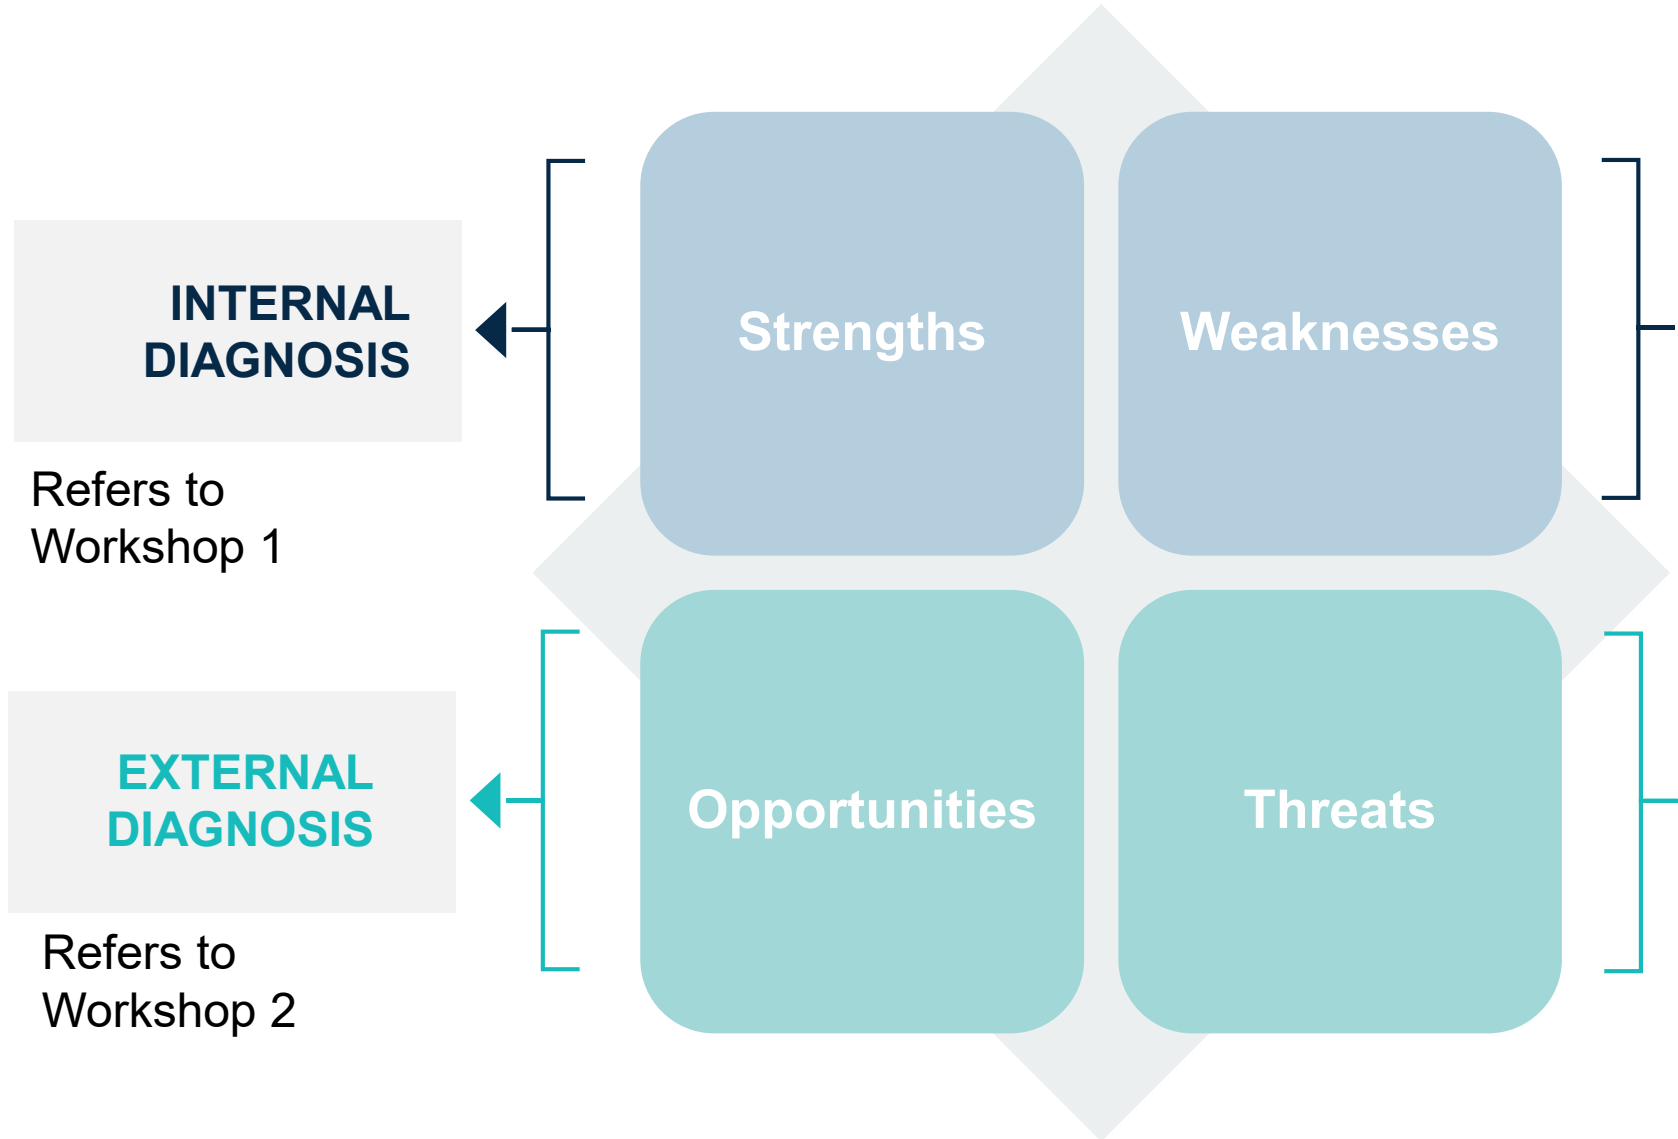 INTERNAL
DIAGNOSIS
Refers to
Workshop 1
Strengths
Weaknesses
EXTERNAL
DIAGNOSIS
Refers to
Workshop 2
Opportunities
Threats